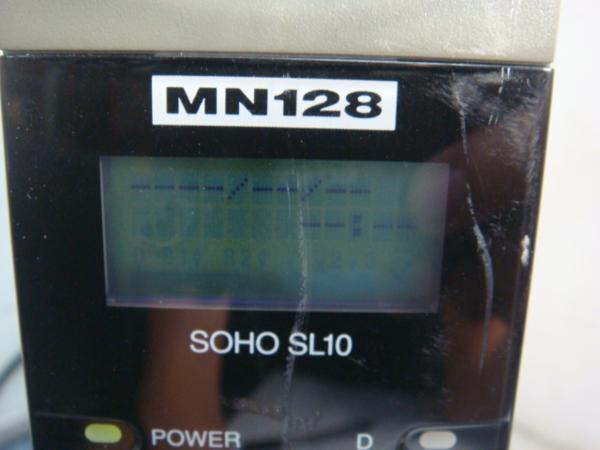 MN128
----/--/--
--:--
SOHO SL10
POWER
D